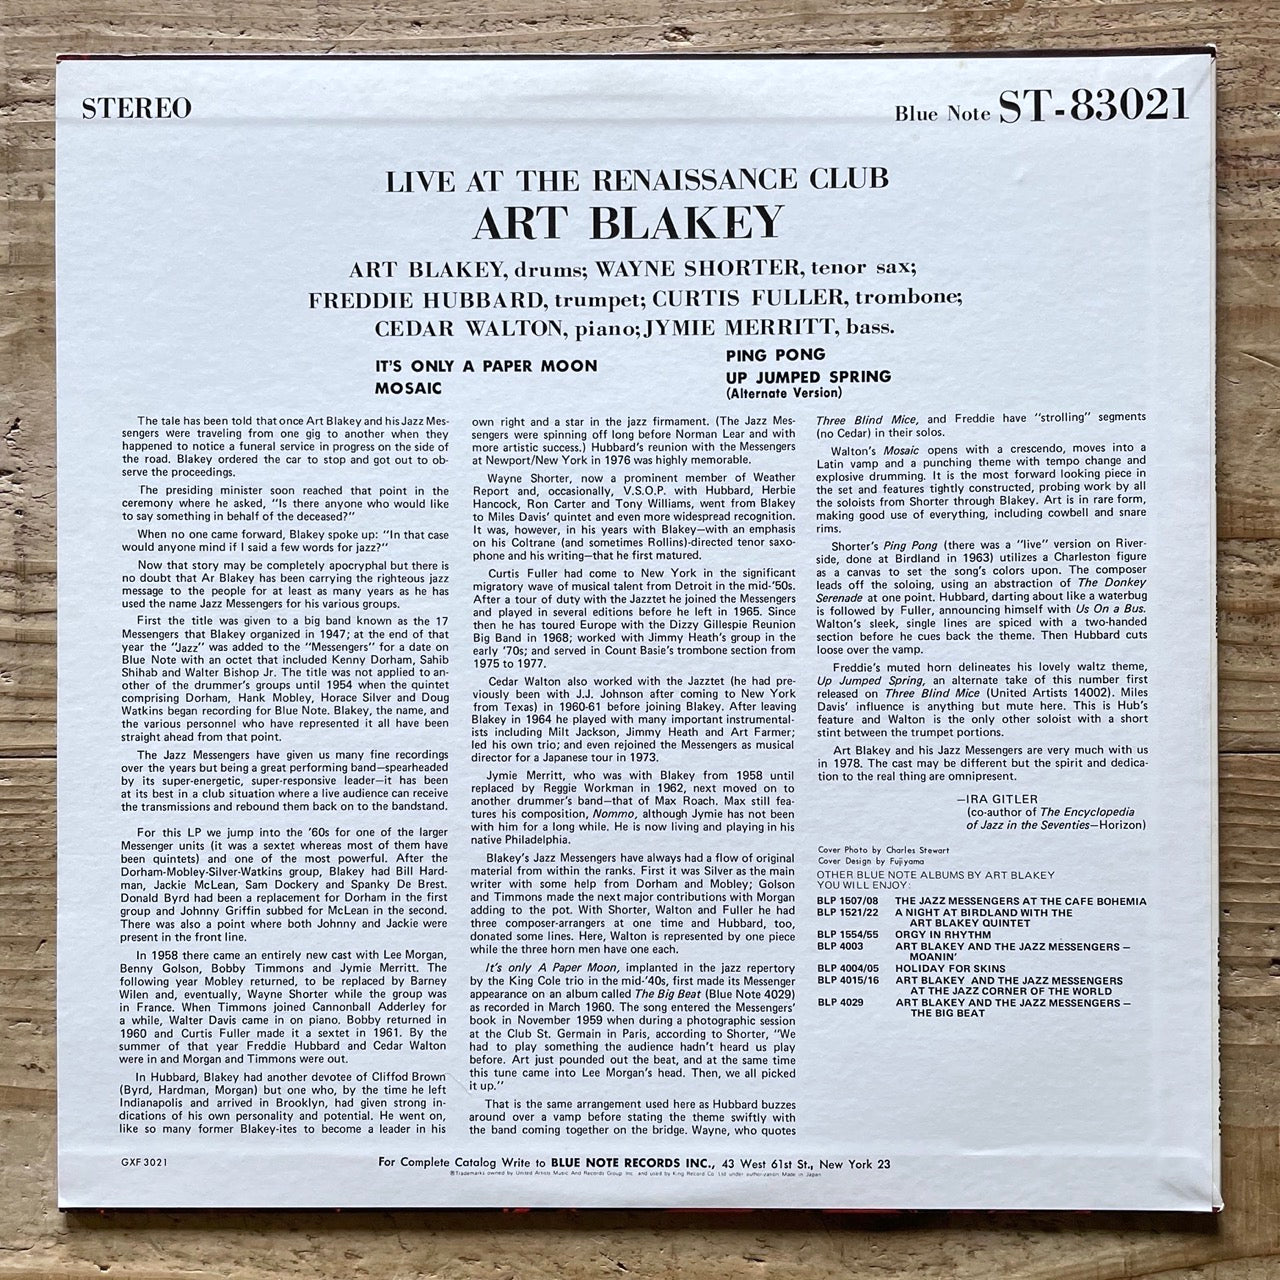 STEREO
Blue Note ST-83021
LIVE AT THE RENAISSANCE CLUB
ART BLAKEY
ART BLAKEY, drums; WAYNE SHORTER, tenor sax;
FREDDIE HUBBARD, trumpet; CURTIS FULLER, trombone;
CEDAR WALTON, piano; JYMIE MERRITT, bass.
IT'S ONLY A PAPER MOON
MOSAIC
PING PONG
UP JUMPED SPRING
(Alternate Version)
The tale has been told that once Art Blakey and his Jazz Mes-
sengers were traveling from one gig to another when they
happened to notice a funeral service in progress on the side of
the road. Blakey ordered the car to stop and got out to ob-
serve the proceedings.
The presiding minister soon reached that point in the
ceremony where he asked, "Is there anyone who would like
to say something in behalf of the deceased?"
When no one came forward, Blakey spoke up: "In that case
would anyone mind if I said a few words for jazz?"
Now that story may be completely apocryphal but there is
no doubt that Ar Blakey has been carrying the righteous jazz
message to the people for at least as many years as he has
used the name Jazz Messengers for his various groups.
First the title was given to a big band known as the 17
Messengers that Blakey organized in 1947; at the end of that
year the "Jazz" was added to the "Messengers" for a date on
Blue Note with an octet that included Kenny Dorham, Sahib
Shihab and Walter Bishop Jr. The title was not applied to an-
other of the drummer's groups until 1954 when the quintet
comprising Dorham, Hank Mobley, Horace Silver and Doug
Watkins began recording for Blue Note. Blakey, the name, and
the various personnel who have represented it all have been
straight ahead from that point.
The Jazz Messengers have given us many fine recordings
over the years but being a great performing band—spearheaded
by its super-energetic, super-responsive leader—it has been
at its best in a club situation where a live audience can receive
the transmissions and rebound them back on to the bandstand.
For this LP we jump into the '60s for one of the larger
Messenger units (it was a sextet whereas most of them have
been quintets) and one of the most powerful. After the
Dorham-Mobley-Silver-Watkins group, Blakey had Bill Hard-
man, Jackie McLean, Sam Dockery and Spanky De Brest.
Donald Byrd had been a replacement for Dorham in the first
group and Johnny Griffin subbed for McLean in the second.
There was also a point where both Johnny and Jackie were
present in the front line.
In 1958 there came an entirely new cast with Lee Morgan,
Benny Golson, Bobby Timmons and Jymie Merritt. The
following year Mobley returned, to be replaced by Barney
Wilen and, eventually, Wayne Shorter while the group was
in France. When Timmons joined Cannonball Adderley for
a while, Walter Davis came in on piano. Bobby returned in
1960 and Curtis Fuller made it a sextet in 1961. By the
summer of that year Freddie Hubbard and Cedar Walton
were in and Morgan and Timmons were out.
In Hubbard, Blakey had another devotee of Cliffod Brown
(Byrd, Hardman, Morgan) but one who, by the time he left
Indianapolis and arrived in Brooklyn, had given strong in-
dications of his own personality and potential. He went on,
like so many former Blakey-ites to become a leader in his
own right and a star in the jazz firmament. (The Jazz Mes-
sengers were spinning off long before Norman Lear and with
more artistic success.) Hubbard's reunion with the Messengers
at Newport/New York in 1976 was highly memorable.
Wayne Shorter, now a prominent member of Weather
Report and, occasionally, V.S.O.P. with Hubbard, Herbie
Hancock, Ron Carter and Tony Williams, went from Blakey
to Miles Davis' quintet and even more widespread recognition.
It was, however, in his years with Blakey—with an emphasis
on his Coltrane (and sometimes Rollins)-directed tenor saxo-
phone and his writing—that he first matured.
Curtis Fuller had come to New York in the significant
migratory wave of musical talent from Detroit in the mid-'50s.
After a tour of duty with the Jazztet he joined the Messengers
and played in several editions before he left in 1965. Since
then he has toured Europe with the Dizzy Gillespie Reunion
Big Band in 1968; worked with Jimmy Heath's group in the
early '70s; and served in Count Basie's trombone section from
1975 to 1977.
Cedar Walton also worked with the Jazztet (he had pre-
viously been with J.J. Johnson after coming to New York
from Texas) in 1960-61 before joining Blakey. After leaving
Blakey in 1964 he played with many important instrumental-
ists including Milt Jackson, Jimmy Heath and Art Farmer;
led his own trio; and even rejoined the Messengers as musical
director for a Japanese tour in 1973.
Jymie Merritt, who was with Blakey from 1958 until
replaced by Reggie Workman in 1962, next moved on to
another drummer's band—that of Max Roach. Max still fea-
tures his composition, Nommo, although Jymie has not been
with him for a long while. He is now living and playing in his
native Philadelphia.
Blakey's Jazz Messengers have always had a flow of original
material from within the ranks. First it was Silver as the main
writer with some help from Dorham and Mobley; Golson
and Timmons made the next major contributions with Morgan
adding to the pot. With Shorter, Walton and Fuller he had
three composer-arrangers at one time and Hubbard, too,
donated some lines. Here, Walton is represented by one piece
while the three horn men have one each.
It's only A Paper Moon, implanted in the jazz repertory
by the King Cole trio in the mid-'40s, first made its Messenger
appearance on an album called The Big Beat (Blue Note 4029)
as recorded in March 1960. The song entered the Messengers'
book in November 1959 when during a photographic session
at the Club St. Germain in Paris, according to Shorter, "We
had to play something the audience hadn't heard us play
before. Art just pounded out the beat, and at the same time
this tune came into Lee Morgan's head. Then, we all picked
it up."
That is the same arrangement used here as Hubbard buzzes
around over a vamp before stating the theme swiftly with
the band coming together on the bridge. Wayne, who quotes
Three Blind Mice, and Freddie have "strolling" segments
(no Cedar) in their solos.
Walton's Mosaic opens with a crescendo, moves into a
Latin vamp and a punching theme with tempo change and
explosive drumming. It is the most forward looking piece in
the set and features tightly constructed, probing work by all
the soloists from Shorter through Blakey. Art is in rare form,
making good use of everything, including cowbell and snare
rims.
Shorter's Ping Pong (there was a "live" version on River-
side, done at Birdland in 1963) utilizes a Charleston figure
as a canvas to set the song's colors upon. The composer
leads off the soloing, using an abstraction of The Donkey
Serenade at one point. Hubbard, darting about like a waterbug
is followed by Fuller, announcing himself with Us On a Bus.
Walton's sleek, single lines are spiced with a two-handed
section before he cues back the theme. Then Hubbard cuts
loose over the vamp.
Freddie's muted horn delineates his lovely waltz theme,
Up Jumped Spring, an alternate take of this number first
released on Three Blind Mice (United Artists 14002). Miles
Davis' influence is anything but mute here. This is Hub's
feature and Walton is the only other soloist with a short
stint between the trumpet portions.
Art Blakey and his Jazz Messengers are very much with us
in 1978. The cast may be different but the spirit and dedica-
tion to the real thing are omnipresent.
—IRA GITLER
(co-author of The Encyclopedia
of Jazz in the Seventies—Horizon)
Cover Photo by Charles Stewart
Cover Design by Fujiyama
OTHER BLUE NOTE ALBUMS BY ART BLAKEY
YOU WILL ENJOY:
BLP 1507/08 THE JAZZ MESSENGERS AT THE CAFE BOHEMIA
BLP 1521/22 A NIGHT AT BIRDLAND WITH THE
ART BLAKEY QUINTET
BLP 1554/55 ORGY IN RHYTHM
BLP 4003 ART BLAKEY AND THE JAZZ MESSENGERS —
MOANIN'
BLP 4004/05 HOLIDAY FOR SKINS
BLP 4015/16 ART BLAKEY AND THE JAZZ MESSENGERS
AT THE JAZZ CORNER OF THE WORLD
BLP 4029 ART BLAKEY AND THE JAZZ MESSENGERS —
THE BIG BEAT
GXF 3021
For Complete Catalog Write to BLUE NOTE RECORDS INC., 43 West 61st St., New York 23
Trademarks owned by United Artists Music And Records Group Inc. and used by King Record Co. Ltd under authorization Made in Japan